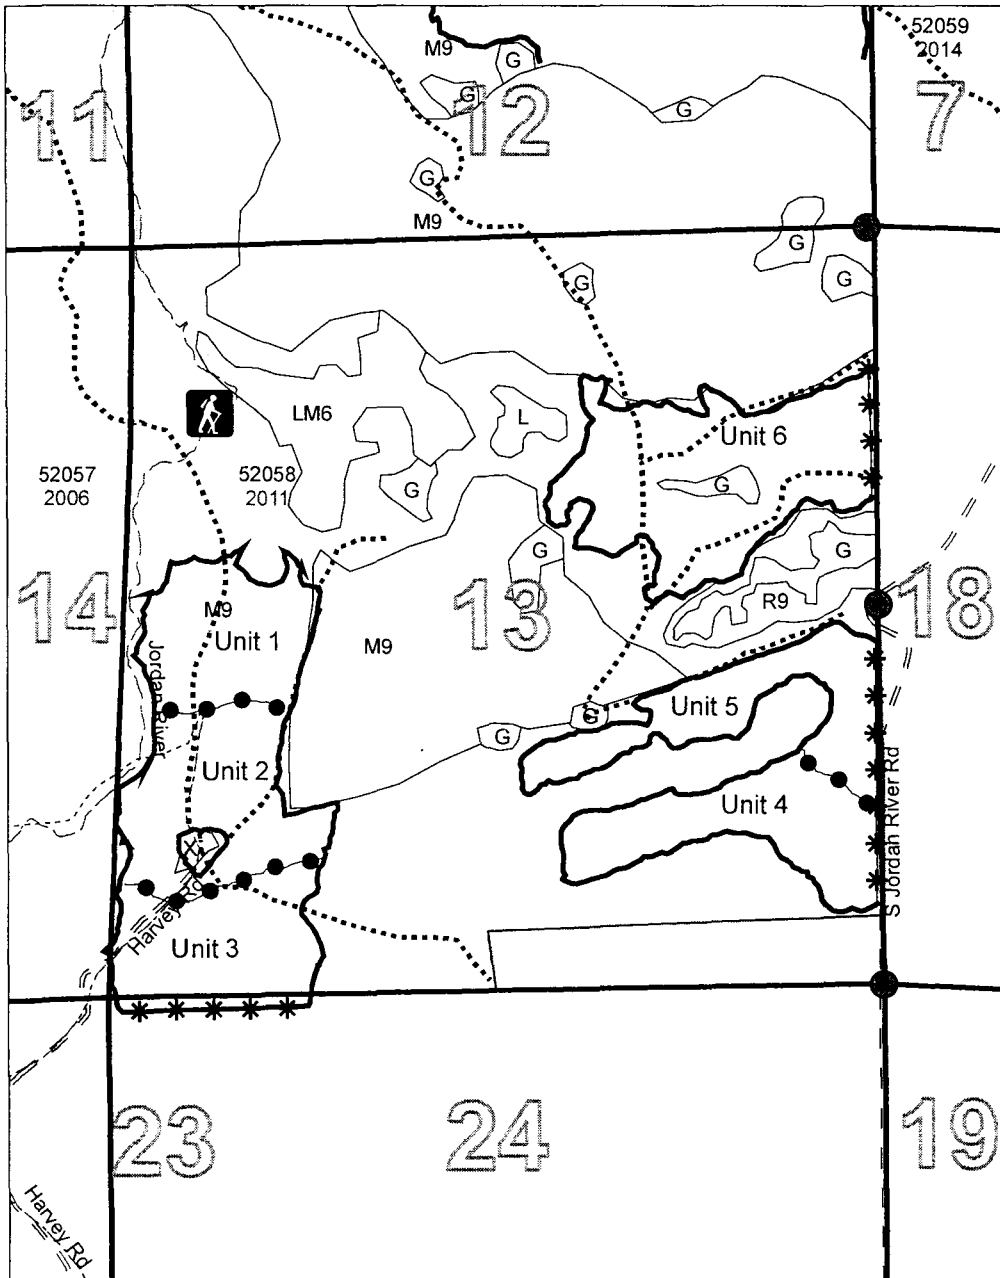 52059
2014
M9
G
G
G
11
12
7
G
M9
G
G
G
LM6
L
Unit 6
52057
2006
52058
2011
G
G
G
G
14
13
18
M9
Unit 1
R9
M9
Jordan River
Unit 5
G
G
Unit 2
Unit 4
S Jordan River Rd
Harvey Rd
Unit 3
23
24
19
Harvey Rd